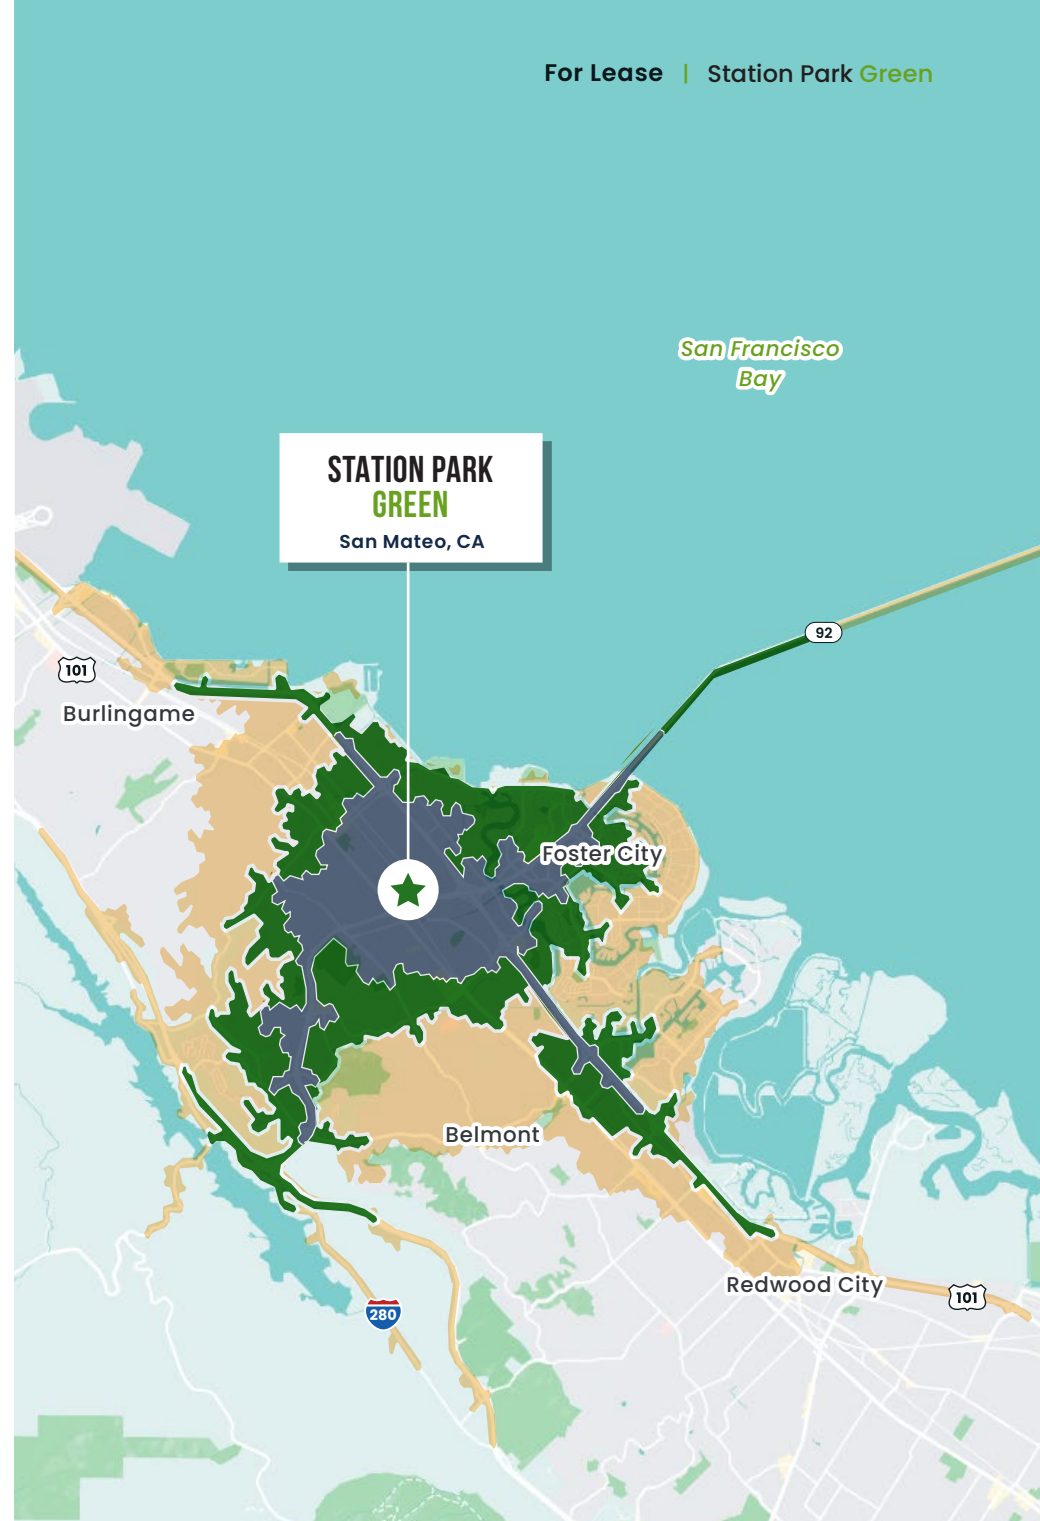 For Lease | Station Park Green
San Francisco
Bay
STATION PARK
GREEN
San Mateo, CA
92
101
Burlingame
Foster City
Belmont
Redwood City
101
280